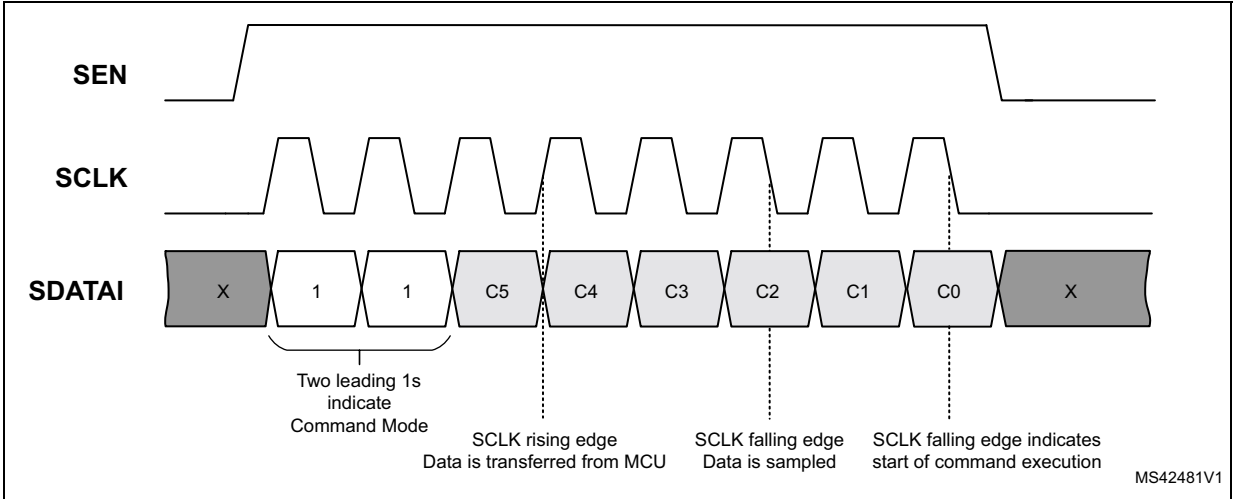 SEN
SCLK
SDATAI
X 1 1 C5 C4 C3 C2 C1 C0 X
Two leading 1s
indicate
Command Mode
SCLK rising edge
Data is transferred from MCU
SCLK falling edge
Data is sampled
SCLK falling edge indicates
start of command execution
MS42481V1